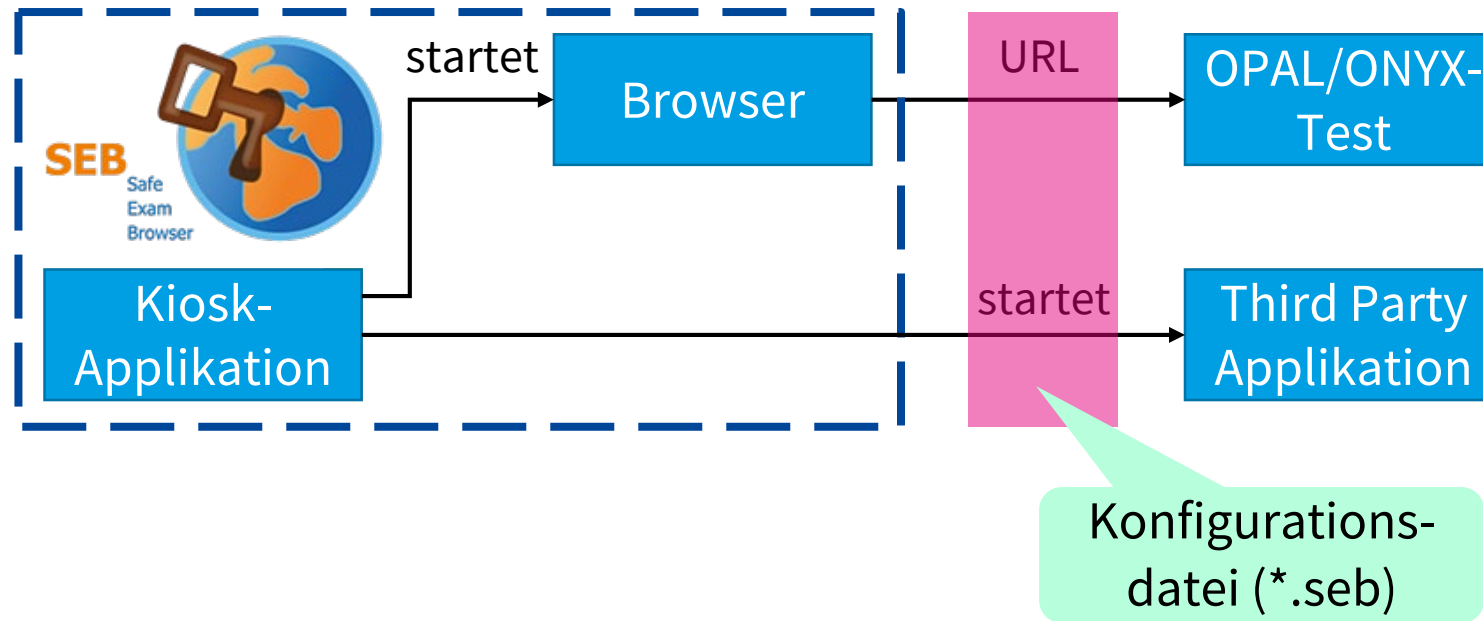 startet
Browser
URL
OPAL/ONYX-
Test
SEB
Safe
Exam
Browser
Kiosk-
Applikation
startet
Third Party
Applikation
Konfigurations-
datei (*.seb)